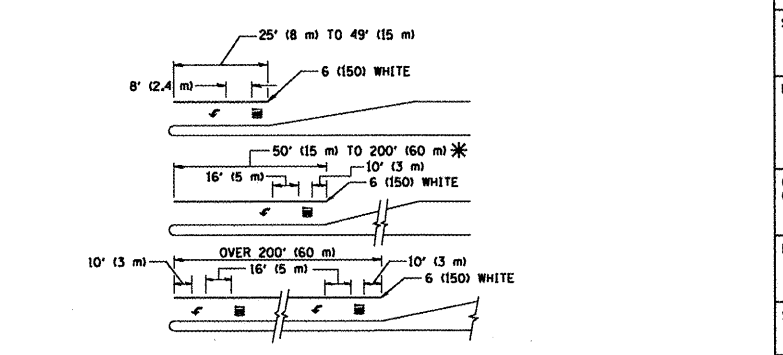 25' (8 m) TO 49' (15 m)
6 (150) WHITE
8' (2.4 m)
50' (15 m) TO 200' (60 m) *
10' (3 m)
16' (5 m)
6 (150) WHITE
OVER 200' (60 m)
10' (3 m)
16' (5 m)
10' (3 m)
6 (150) WHITE